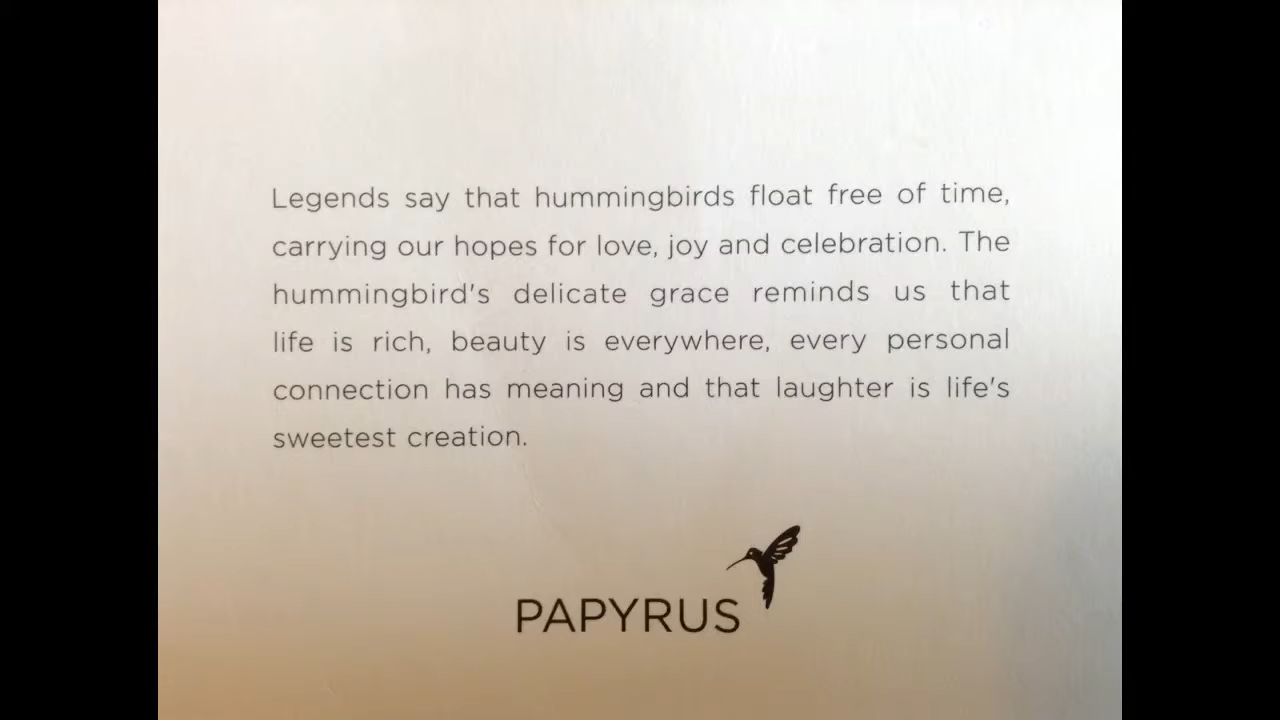 Legends say that hummingbirds float free of time,
carrying our hopes for love, joy and celebration. The
hummingbird's delicate grace reminds us that
life is rich, beauty is everywhere, every personal
connection has meaning and that laughter is life's
sweetest creation.
PAPYRUS